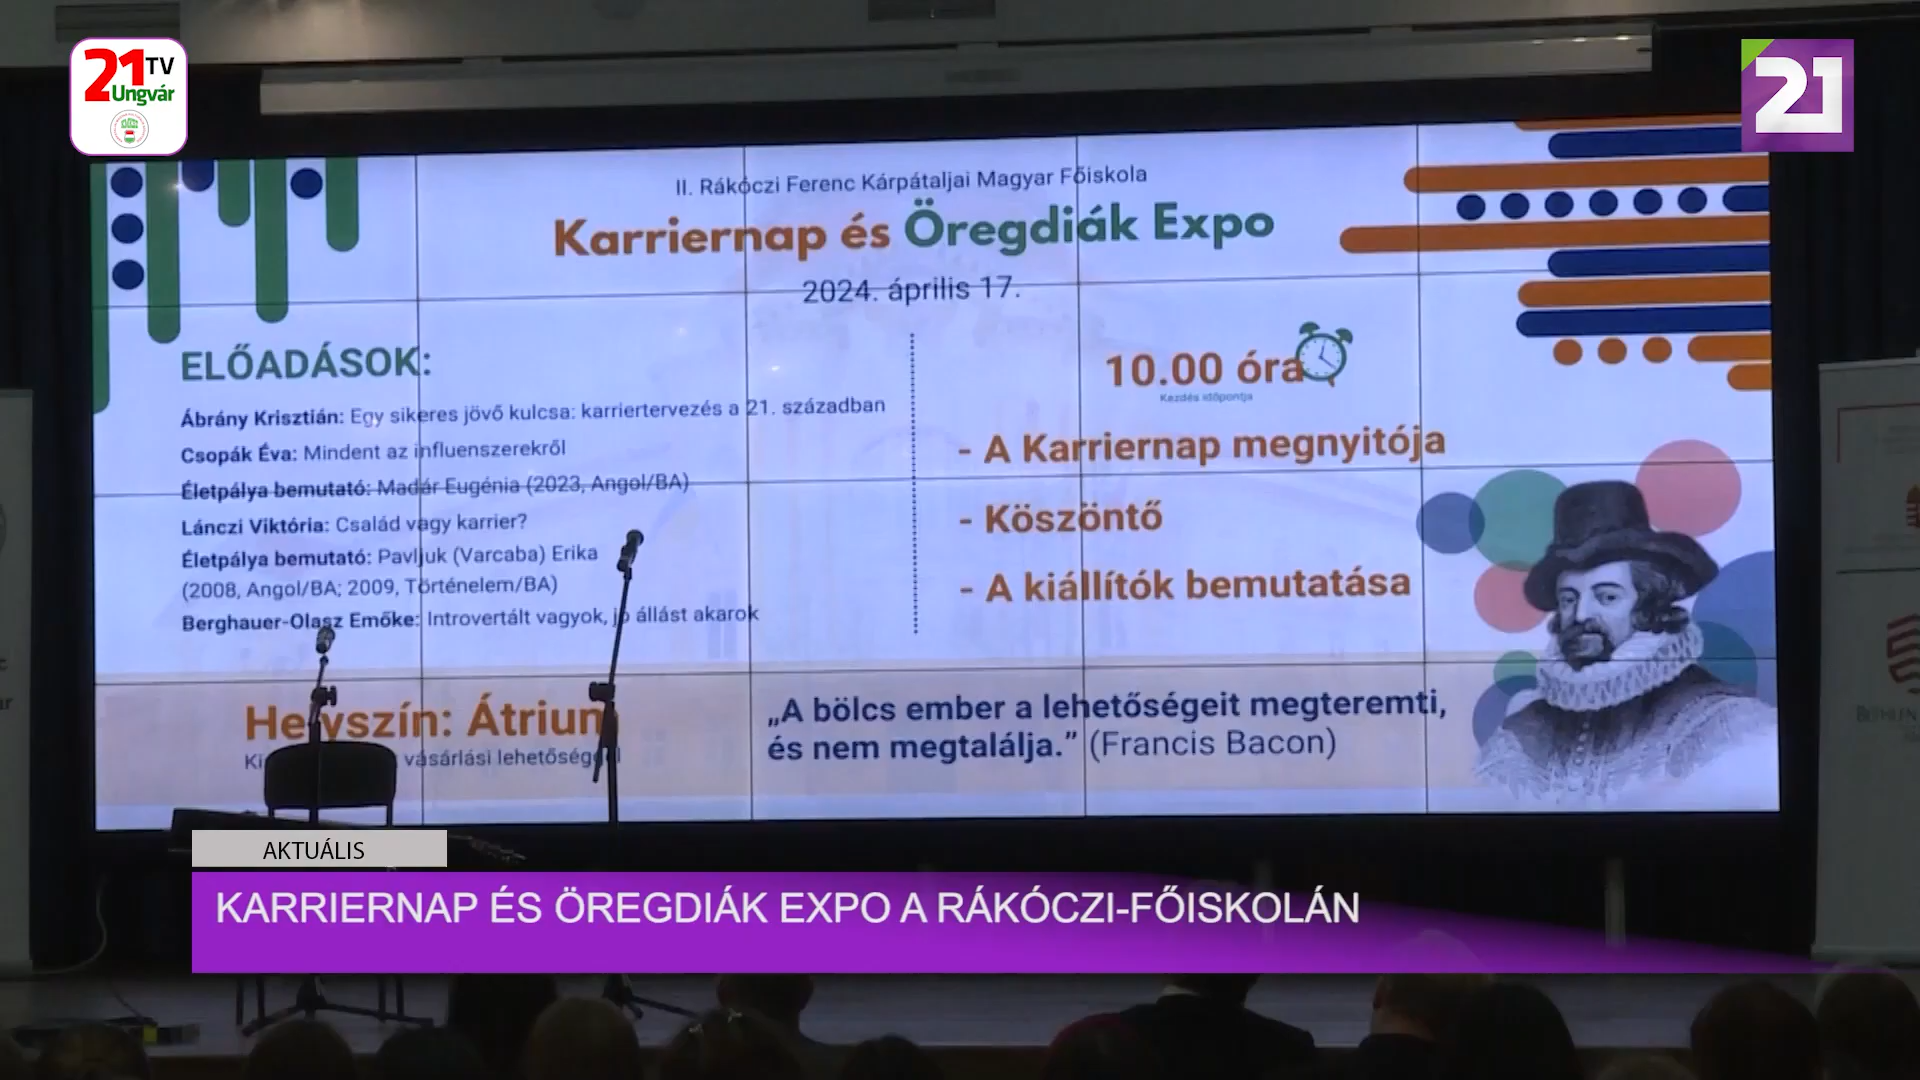 21 TV
Ungvár
21
II. Rákóczi Ferenc Kárpátaljai Magyar Főiskola
Karriernap és Öregdiák Expo
2024. április 17.
ELŐADÁSOK:
Ábrány Krisztián: Egy sikeres jövő kulcsa: karriertervezés a 21. században
Csopák Éva: Mindent az influenszerekről
Életpálya bemutató: Madár Eugénia (2023, Angol/BA)
Lánczi Viktória: Család vagy karrier?
Életpálya bemutató: Pavljuk (Varcaba) Erika
(2008, Angol/BA; 2009, Történelem/BA)
Berghauer-Olasz Emőke: Introvertált vagyok, jó állást akarok
10.00 óra
Kezdés időpontja
- A Karriernap megnyitója
- Köszöntő
- A kiállítók bemutatása
Helyszín: Átrium
vásárlási lehetőséggel
„A bölcs ember a lehetőségeit megteremti,
és nem megtalálja.” (Francis Bacon)
AKTUÁLIS
KARRIERNAP ÉS ÖREGDIÁK EXPO A RÁKÓCZI-FŐISKOLÁN